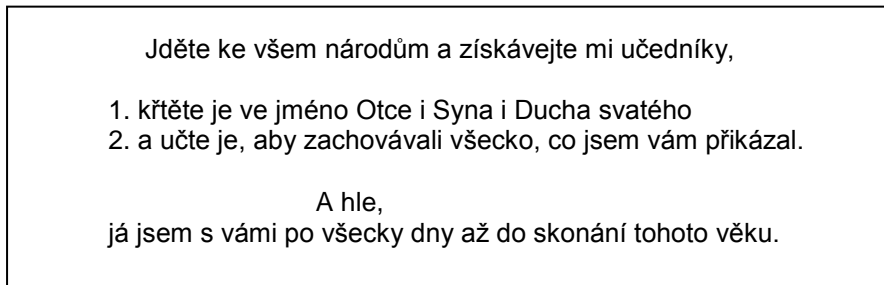 Jděte ke všem národům a získávejte mi učedníky,
1. křtěte je ve jméno Otce i Syna i Ducha svatého
2. a učte je, aby zachovávali všecko, co jsem vám přikázal.
A hle,
já jsem s vámi po všecky dny až do skonání tohoto věku.